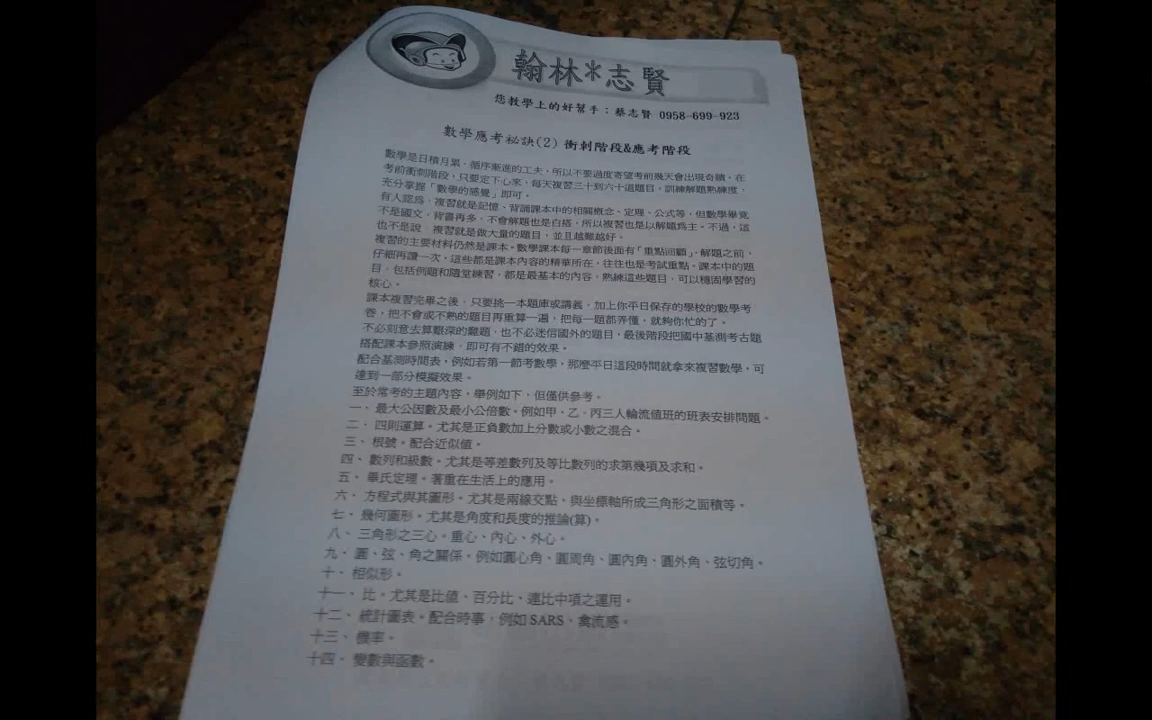 翰林*志賢
您教學上的好幫手：蔡志賢 0958-699-923
數學應考祕訣(2) 衝刺階段&應考階段
數學是日積月累，循序漸進的工夫，所以不要過度寄望考前幾天會出現奇蹟。在
考前衝刺階段，只要定下心來，每天複習三十到六十道題目，訓練解題熟練度，
充分掌握「數學的感覺」即可。
有人認為，複習就是記憶、背誦課本中的相關概念、定理、公式等，但數學畢竟
不是國文，背書再多，不會解題也是白搭，所以複習也是以解題為主。不過，這
也不是說，複習就是做大量的題目，並且越難越好。
複習的主要材料仍然是課本。數學課本每一章節後面有「重點回顧」，解題之前，
仔細再讀一次，這些都是課本內容的精華所在，往往也是考試重點。課本中的題
目，包括例題和隨堂練習，都是最基本的內容，熟練這些題目，可以穩固學習的
核心。
課本複習完畢之後，只要挑一本題庫或講義，加上你平日保存的學校的數學考
卷，把不會或不熟的題目再重算一遍，把每一題都弄懂，就夠你忙的了。
不必刻意去算艱深的難題，也不必迷信國外的題目，最後階段把國中基測考古題
搭配課本參照演練，即可有不錯的效果。
配合基測時間表，例如若第一節考數學，那麼平日這段時間就拿來複習數學，可
達到一部分模擬效果。
至於常考的主題內容，舉例如下，但僅供參考。
一、 最大公因數及最小公倍數。例如甲、乙、丙三人輪流值班的班表安排問題。
二、 四則運算。尤其是正負數加上分數或小數之混合。
三、 根號。配合近似值。
四、 數列和級數。尤其是等差數列及等比數列的求第幾項及求和。
五、 畢氏定理。著重在生活上的應用。
六、 方程式與其圖形。尤其是兩線交點、與坐標軸所成三角形之面積等。
七、 幾何圖形。尤其是角度和長度的推論(算)。
八、 三角形之三心。重心、內心、外心。
九、 圓、弦、角之關係。例如圓心角、圓周角、圓內角、圓外角、弦切角。
十、 相似形。
十一、 比。尤其是比值、百分比、連比中項之運用。
十二、 統計圖表。配合時事，例如 SARS、禽流感。
十三、 機率。
十四、 變數與函數。